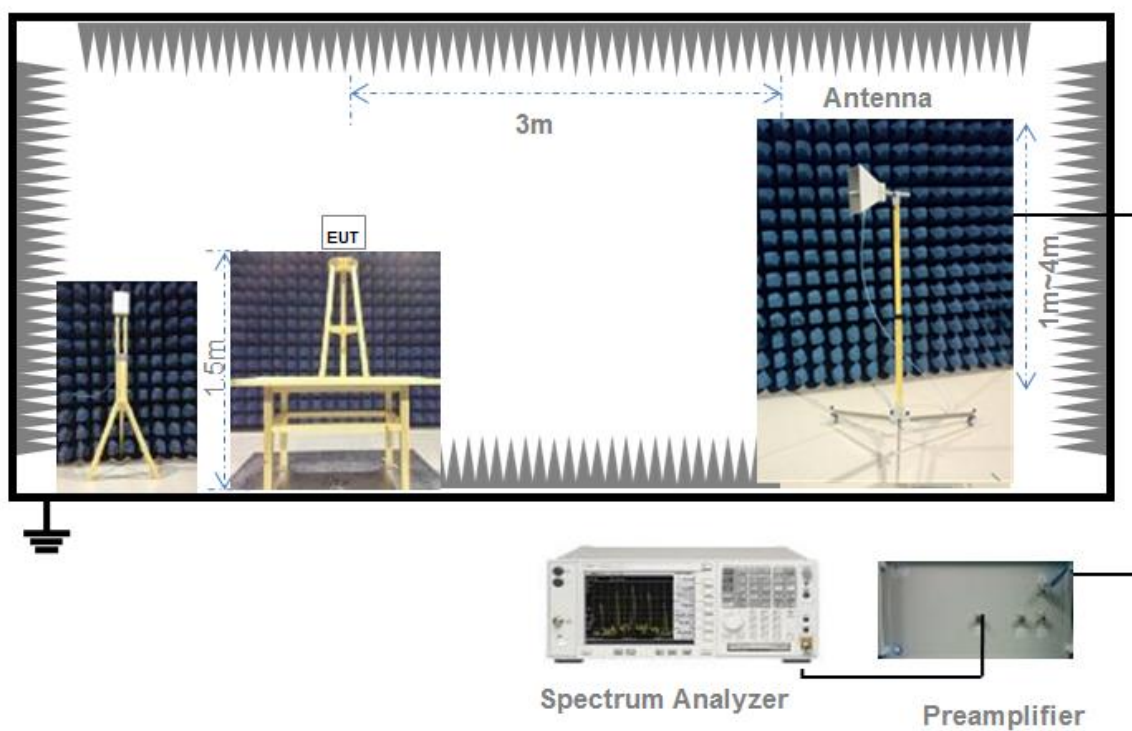 Antenna
3m
EUT
1.5m
1m~4m
Spectrum Analyzer
Preamplifier